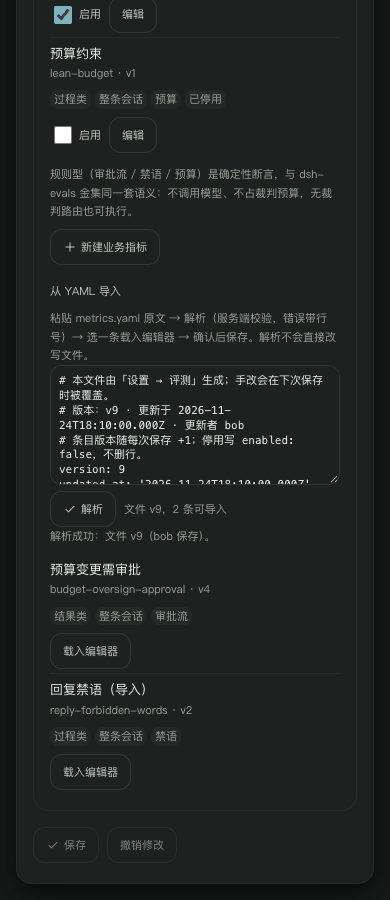 启用 编辑
预算约束
lean-budget · v1
过程类 整条会话 预算 已停用
启用 编辑
规则型（审批流 / 禁语 / 预算）是确定性断言，与 dsh-
evals 金集同一套语义：不调用模型、不占裁判预算，无裁
判路由也可执行。
＋ 新建业务指标
从 YAML 导入
粘贴 metrics.yaml 原文 → 解析（服务端校验，错误带行
号）→ 选一条载入编辑器 → 确认后保存。解析不会直接改
写文件。
# 本文件由「设置 → 评测」生成；手改会在下次保存
时被覆盖。
# 版本：v9 · 更新于 2026-11-
24T18:10:00.000Z · 更新者 bob
# 条目版本随每次保存 +1；停用写 enabled:
false，不删行。
version: 9
updated_at: '2026-11-24T18:10:00.000Z'
解析 文件 v9，2 条可导入
解析成功：文件 v9（bob 保存）。
预算变更需审批
budget-oversign-approval · v4
结果类 整条会话 审批流
载入编辑器
回复禁语（导入）
reply-forbidden-words · v2
过程类 整条会话 禁语
载入编辑器
保存 撤销修改